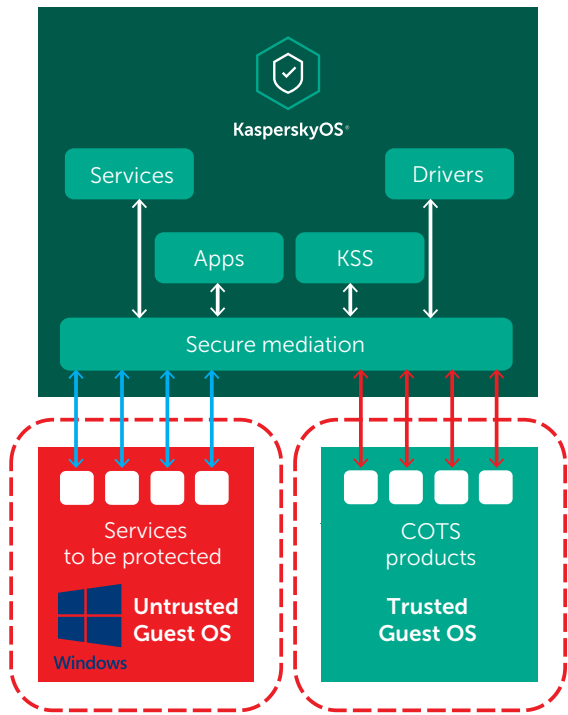 KasperskyOS®
Services
Drivers
Apps
KSS
Secure mediation
Services
to be protected
Untrusted
Guest OS
Windows
COTS
products
Trusted
Guest OS